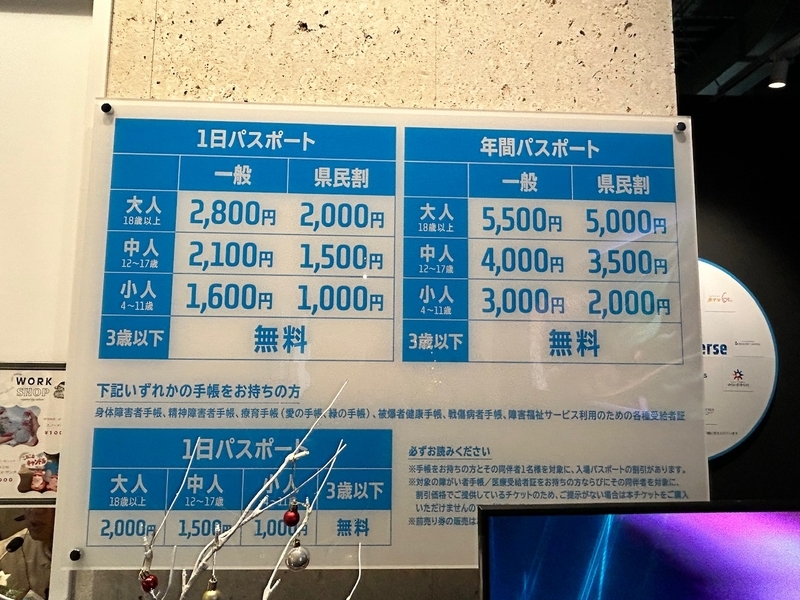 1日パスポート
一般 県民割
大人 18歳以上 2,800円 2,000円
中人 12〜17歳 2,100円 1,500円
小人 4〜11歳 1,600円 1,000円
3歳以下 無料
年間パスポート
一般 県民割
大人 18歳以上 5,500円 5,000円
中人 12〜17歳 4,000円 3,500円
小人 4〜11歳 3,000円 2,000円
3歳以下 無料
下記いずれかの手帳をお持ちの方
身体障害者手帳、精神障害者手帳、療育手帳(愛の手帳、緑の手帳)、被爆者健康手帳、戦傷病者手帳、障害福祉サービス利用のための各種受給者証
1日パスポート
大人 中人 小人 3歳以下
18歳以上 12〜17歳
2,000円 1,500円 1,000円 無料
必ずお読みください
※手帳をお持ちの方とその同伴者1名様を対象に、入場パスポートの割引があります。
※対象の障がい者手帳/医療受給者証をお持ちの方ならびにその同伴者を対象に、
割引価格でご提供しているチケットのため、ご提示がない場合は本チケットをご購入
いただけませんの
※前売り券の販売は
WORK
SHOP
erse